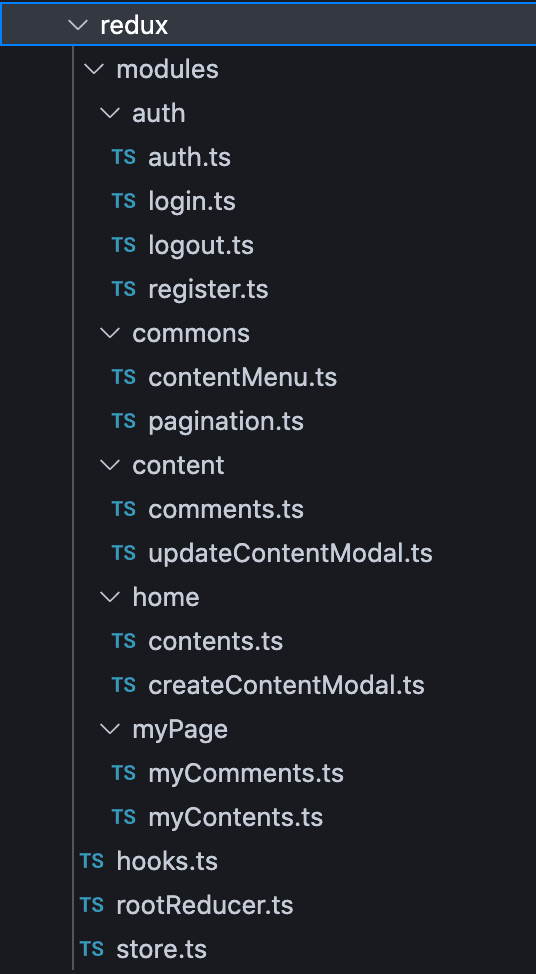 redux
modules
auth
TS auth.ts
TS login.ts
TS logout.ts
TS register.ts
commons
TS contentMenu.ts
TS pagination.ts
content
TS comments.ts
TS updateContentModal.ts
home
TS contents.ts
TS createContentModal.ts
myPage
TS myComments.ts
TS myContents.ts
TS hooks.ts
TS rootReducer.ts
TS store.ts